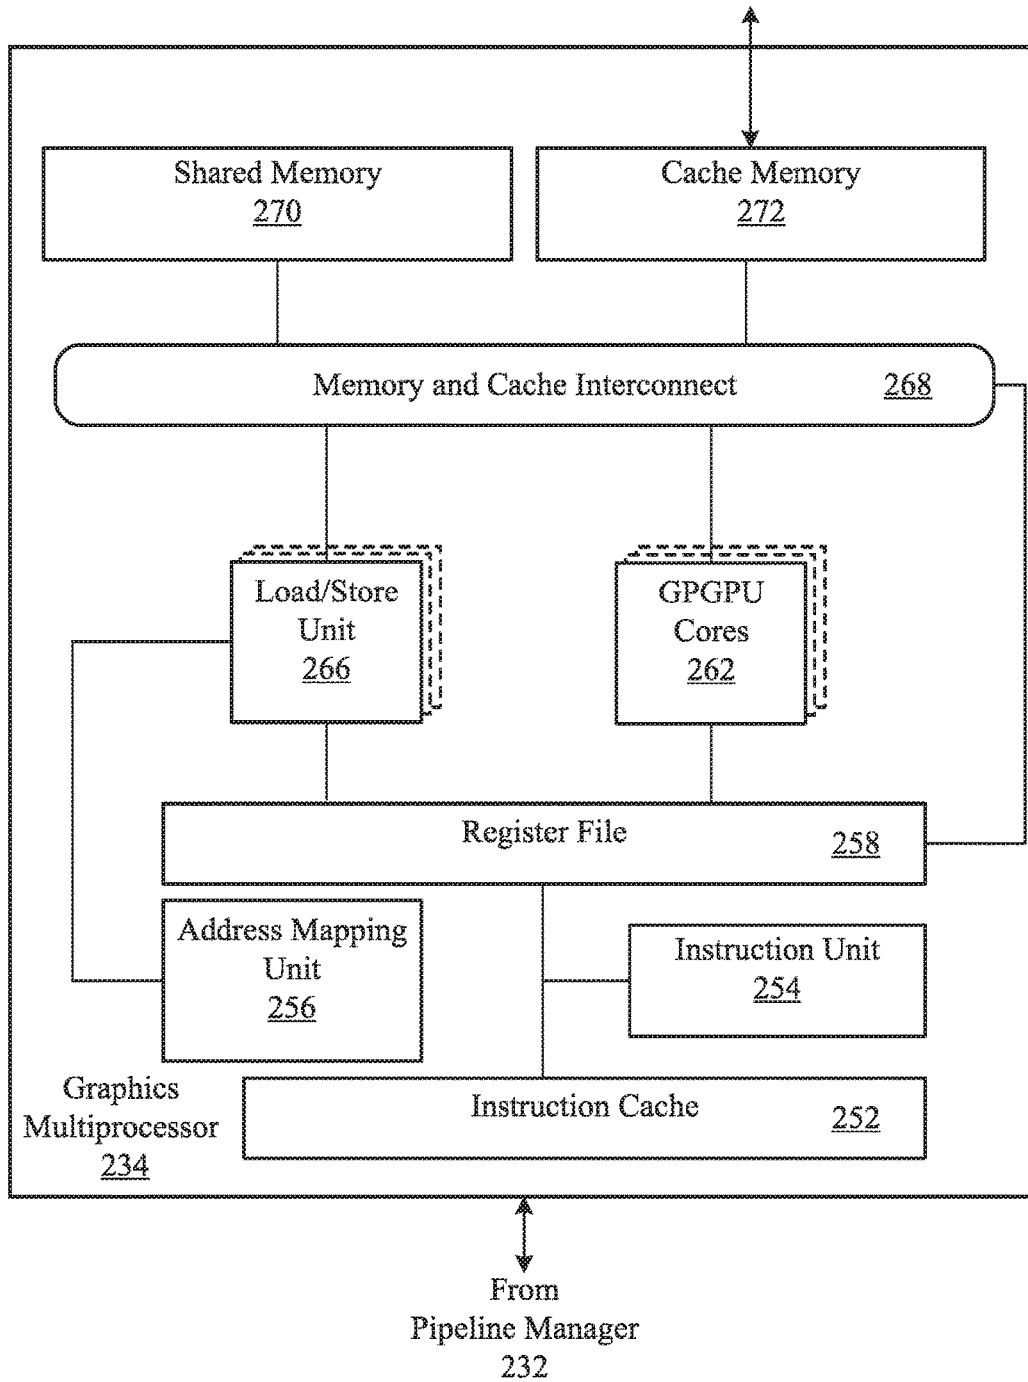 Shared Memory
270
Cache Memory
272
Memory and Cache Interconnect 268
Load/Store
Unit
266
GPGPU
Cores
262
Register File 258
Address Mapping
Unit
256
Instruction Unit
254
Graphics
Multiprocessor
234
Instruction Cache 252
From
Pipeline Manager
232